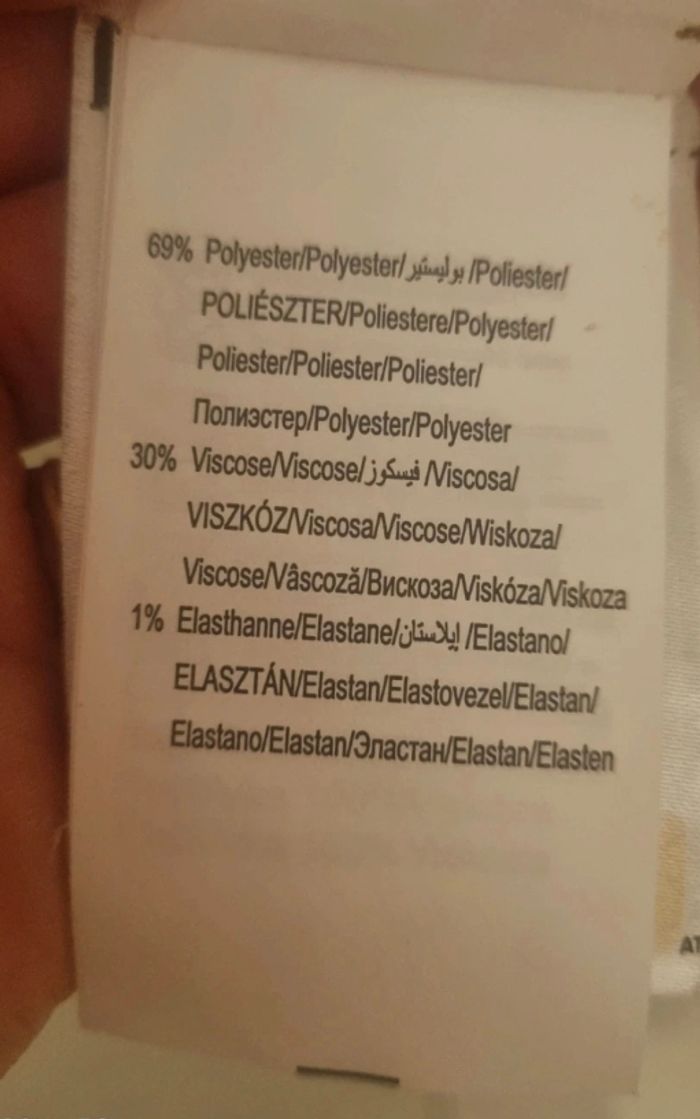 69% Polyester/Polyester/بوليستير/Poliester/
POLIÉSZTER/Poliestere/Polyester/
Poliester/Poliester/Poliester/
Полиэстер/Polyester/Polyester
30% Viscose/Viscose/فيسكوز/Viscosa/
VISZKÓZ/Viscosa/Viscose/Wiskoza/
Viscose/Vâscoză/Вискоза/Viskóza/Viskoza
1% Elasthanne/Elastane/إيلاستان/Elastano/
ELASZTÁN/Elastan/Elastovezel/Elastan/
Elastano/Elastan/Эластан/Elastan/Elasten